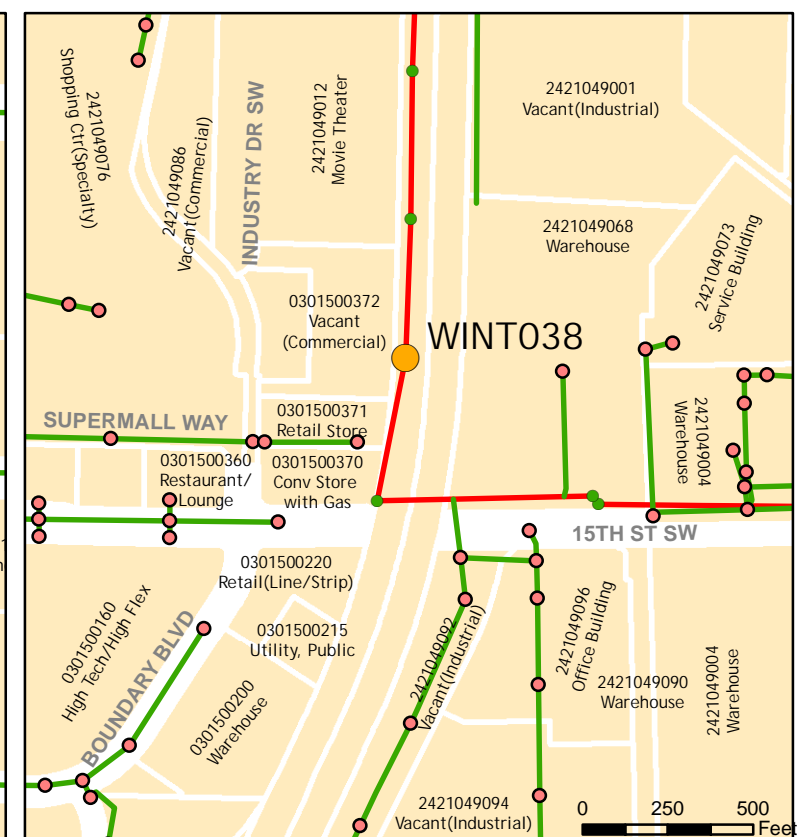 2421049076
Shopping Ctr(Specialty)
2421049086
Vacant(Commercial)
INDUSTRY DR SW
2421049012
Movie Theater
2421049001
Vacant(Industrial)
2421049068
Warehouse
2421049073
Service Building
0301500372
Vacant
(Commercial)
WINT038
SUPERMALL WAY
0301500371
Retail Store
0301500360
Restaurant/
Lounge
0301500370
Conv Store
with Gas
2421049004
Warehouse
15TH ST SW
0301500220
Retail(Line/Strip)
0301500160
High Tech/High Flex
BOUNDARY BLVD
0301500215
Utility, Public
0301500200
Warehouse
2421049092
Vacant(Industrial)
2421049096
Office Building
2421049090
Warehouse
2421049004
Warehouse
2421049094
Vacant(Industrial)
0 250 500
Feet